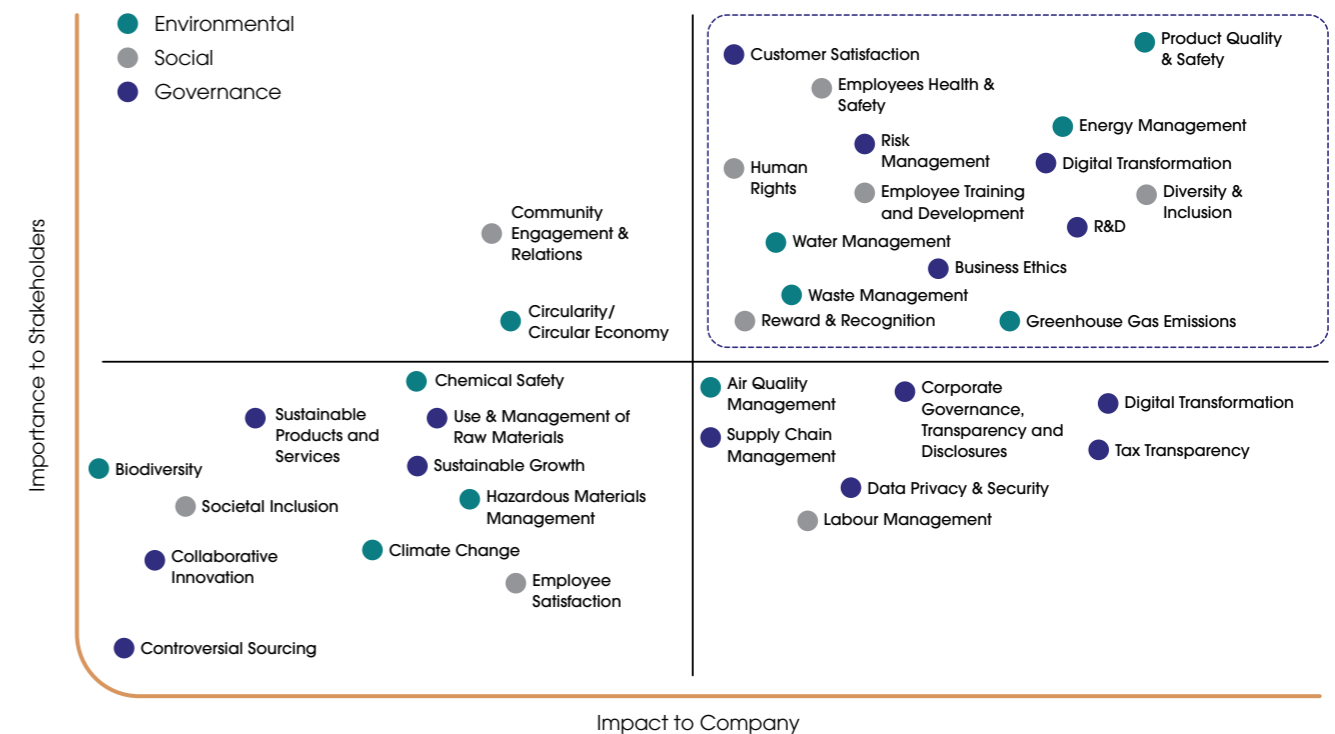 Environmental
Social
Governance
Importance to Stakeholders
Community
Engagement &
Relations
Circularity/
Circular Economy
Customer Satisfaction
Product Quality
& Safety
Employees Health &
Safety
Energy Management
Risk
Management
Digital Transformation
Human
Rights
Employee Training
and Development
Diversity &
Inclusion
R&D
Water Management
Business Ethics
Waste Management
Reward & Recognition
Greenhouse Gas Emissions
Chemical Safety
Sustainable
Products and
Services
Use & Management of
Raw Materials
Biodiversity
Sustainable Growth
Societal Inclusion
Hazardous Materials
Management
Collaborative
Innovation
Climate Change
Employee
Satisfaction
Controversial Sourcing
Air Quality
Management
Corporate
Governance,
Transparency and
Disclosures
Digital Transformation
Supply Chain
Management
Tax Transparency
Data Privacy & Security
Labour Management
Impact to Company